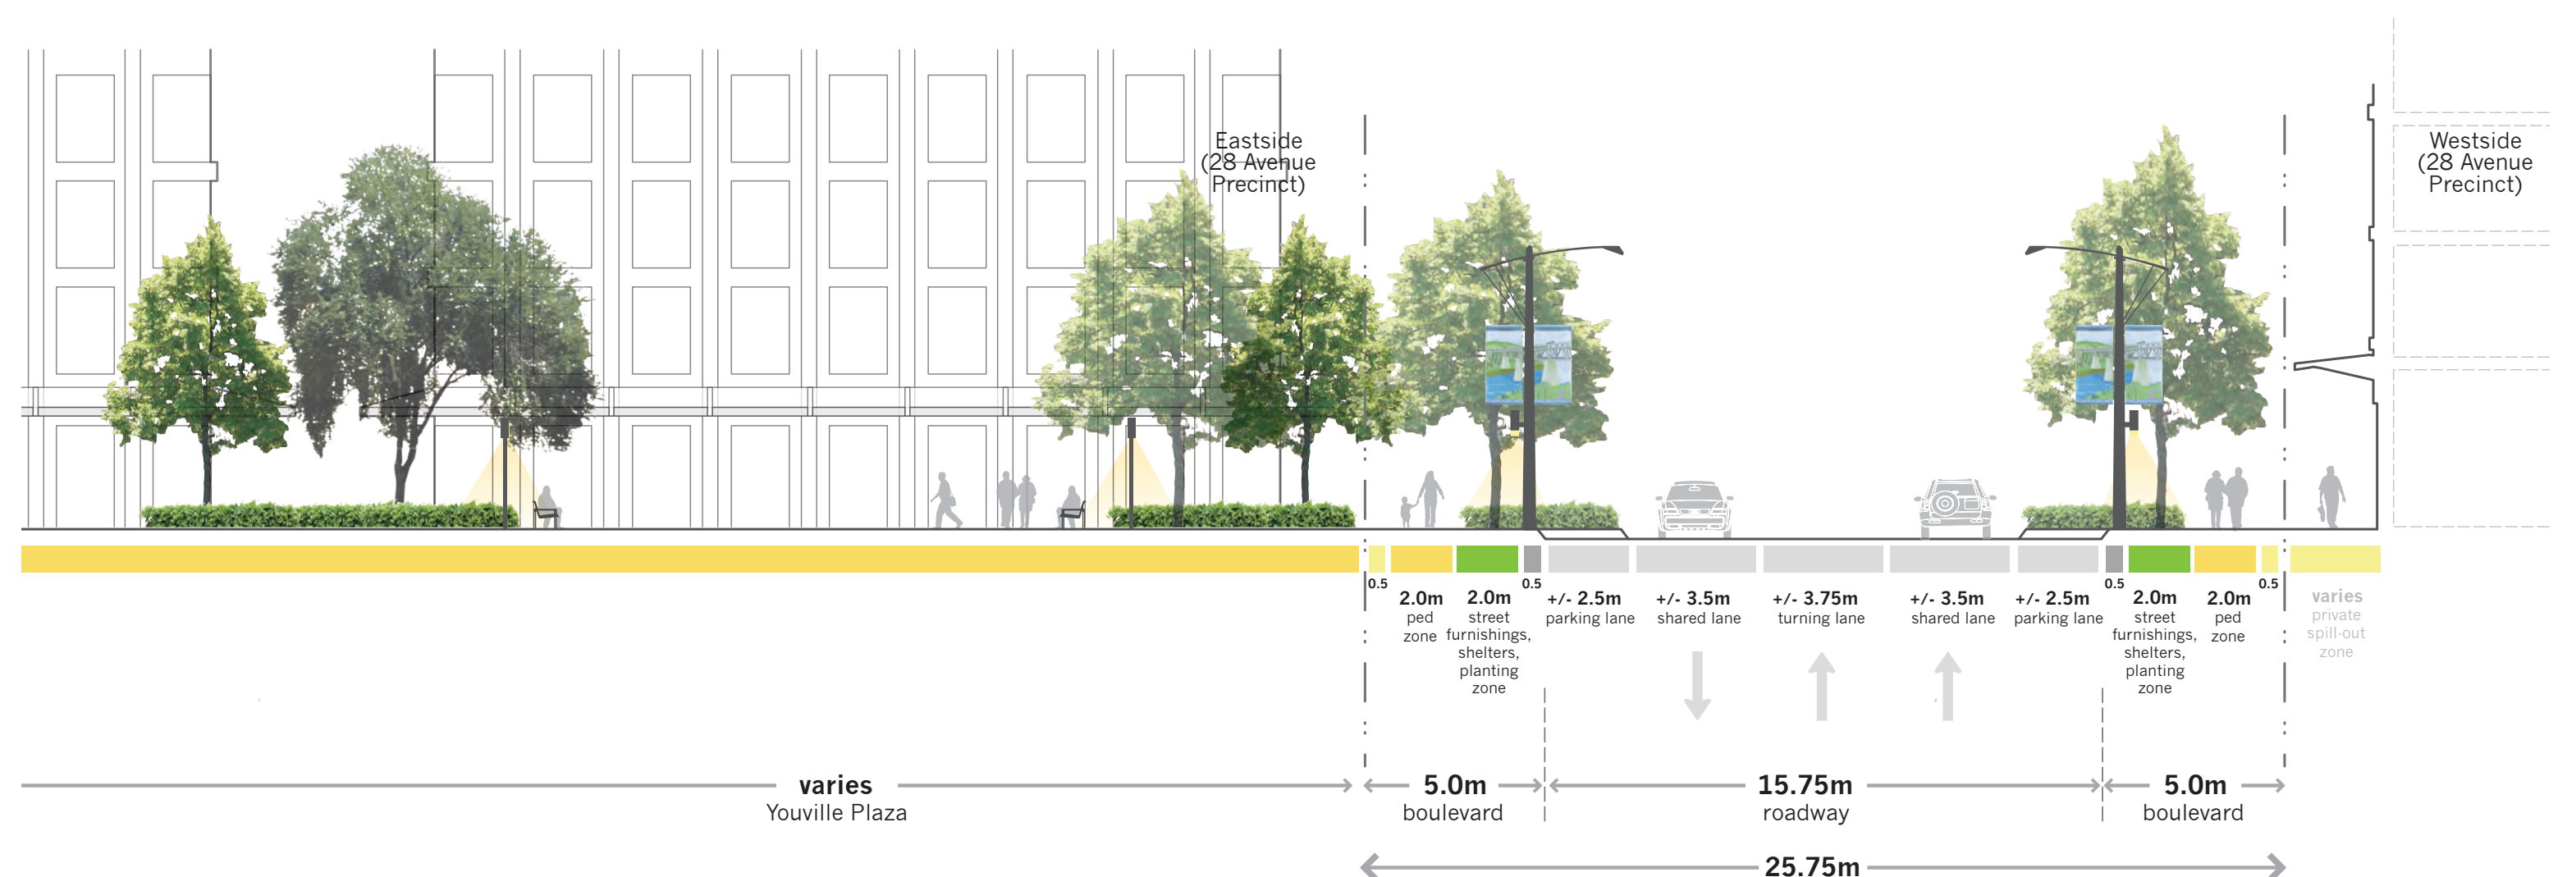 Eastside
(28 Avenue
Precinct)
Westside
(28 Avenue
Precinct)
0.5
2.0m
ped
zone
2.0m
street
furnishings,
shelters,
planting
zone
0.5
+/- 2.5m
parking lane
+/- 3.5m
shared lane
+/- 3.75m
turning lane
+/- 3.5m
shared lane
+/- 2.5m
parking lane
0.5
2.0m
street
furnishings,
shelters,
planting
zone
2.0m
ped
zone
0.5
varies
private
spill-out
zone
varies
Youville Plaza
5.0m
boulevard
15.75m
roadway
5.0m
boulevard
25.75m